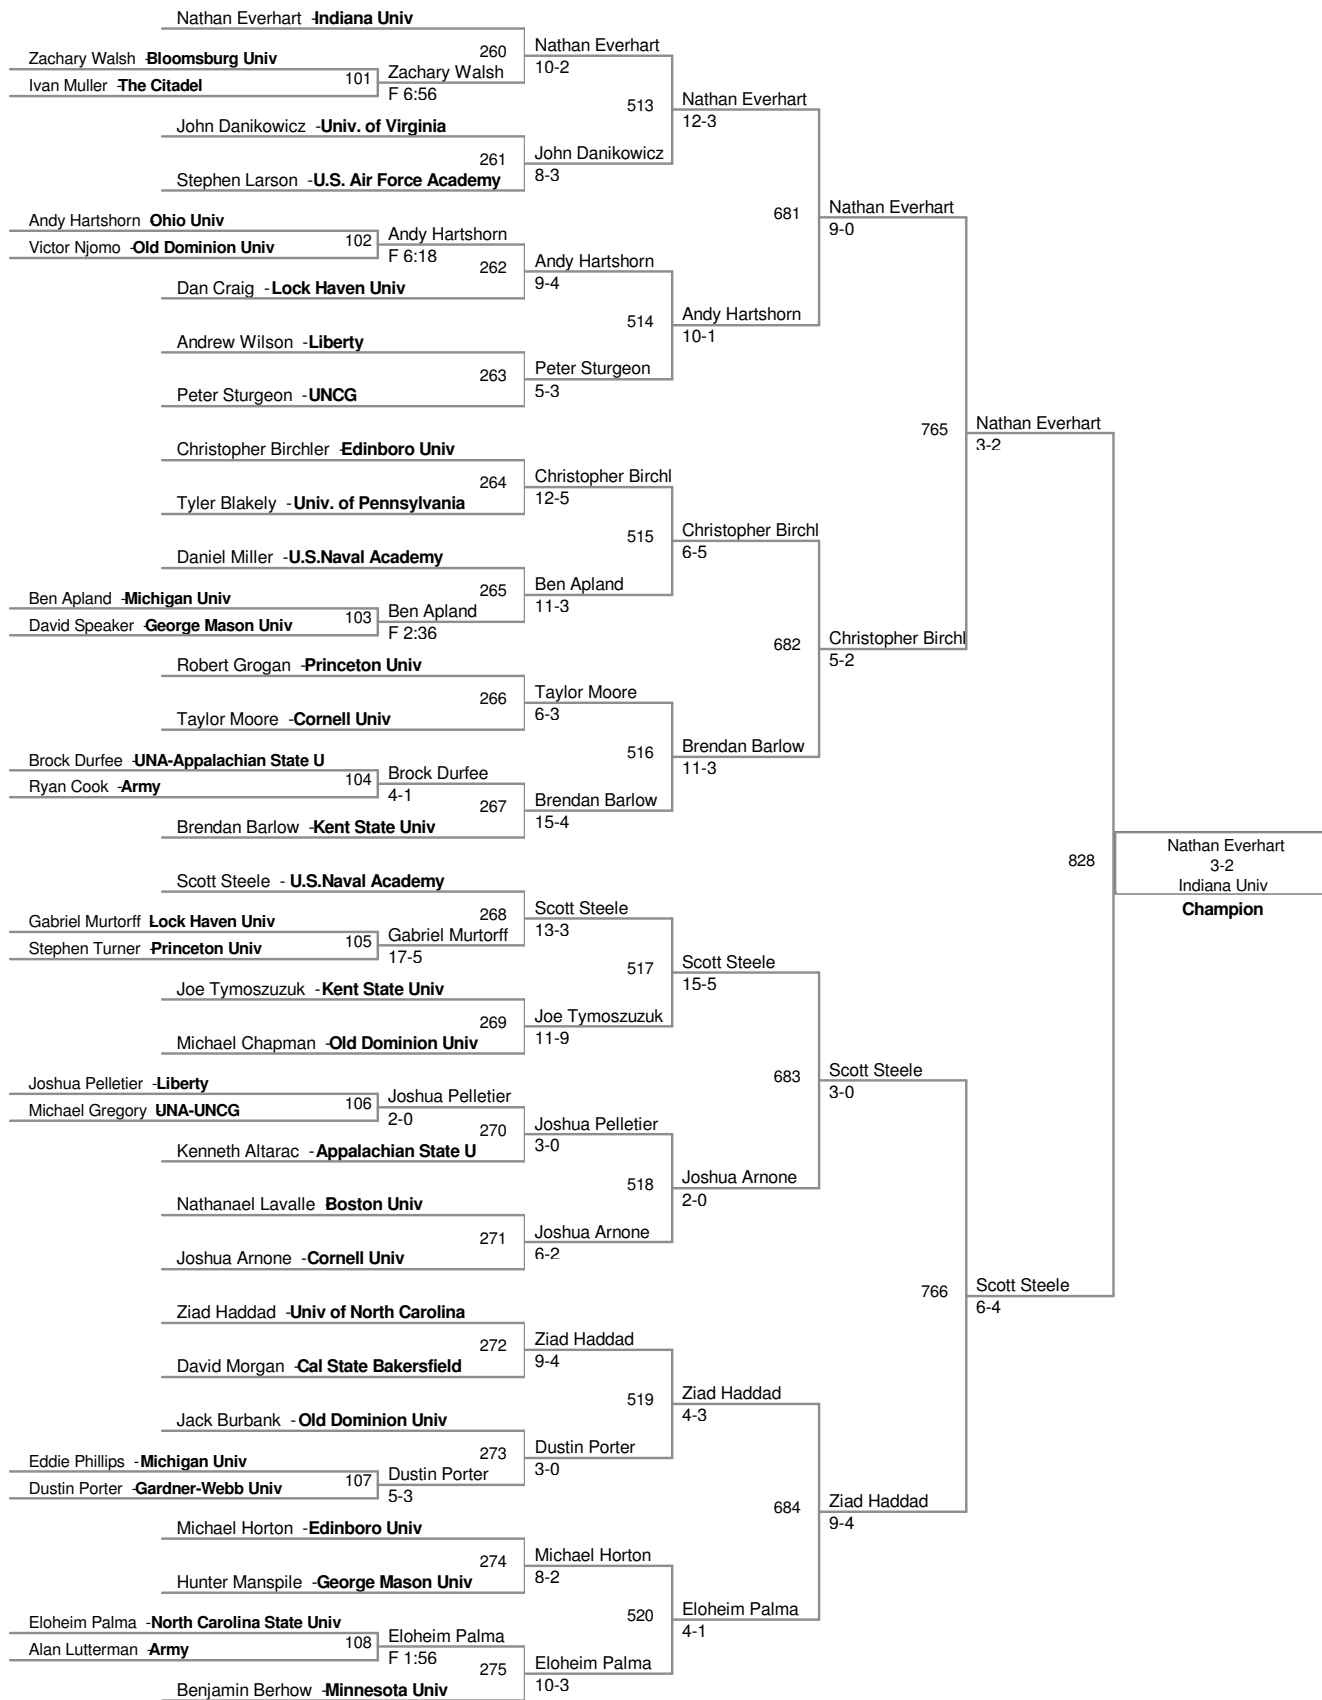 Nathan Everhart -Indiana Univ
260 Nathan Everhart
Zachary Walsh -Bloomsburg Univ
10-2
101 Zachary Walsh
Ivan Muller -The Citadel
F 6:56
513 Nathan Everhart
12-3
John Danikowicz -Univ. of Virginia
261 John Danikowicz
8-3
Stephen Larson -U.S. Air Force Academy
681 Nathan Everhart
9-0
Andy Hartshorn Ohio Univ
102 Andy Hartshorn
Victor Njomo -Old Dominion Univ
F 6:18
262 Andy Hartshorn
9-4
Dan Craig -Lock Haven Univ
514 Andy Hartshorn
10-1
Andrew Wilson -Liberty
263 Peter Sturgeon
5-3
Peter Sturgeon -UNCG
765 Nathan Everhart
3-2
Christopher Birchler -Edinboro Univ
264 Christopher Birchl
12-5
Tyler Blakely -Univ. of Pennsylvania
515 Christopher Birchl
6-5
Daniel Miller -U.S.Naval Academy
265 Ben Apland
11-3
Ben Apland -Michigan Univ
103 Ben Apland
David Speaker -George Mason Univ
F 2:36
682 Christopher Birchl
5-2
Robert Grogan -Princeton Univ
266 Taylor Moore
6-3
Taylor Moore -Cornell Univ
516 Brendan Barlow
11-3
Brock Durfee -UNA-Appalachian State U
104 Brock Durfee
Ryan Cook -Army
4-1
267 Brendan Barlow
15-4
Brendan Barlow -Kent State Univ
828 Nathan Everhart
3-2
Indiana Univ
Champion
Scott Steele -U.S.Naval Academy
268 Scott Steele
13-3
Gabriel Murtorff Lock Haven Univ
105 Gabriel Murtorff
Stephen Turner -Princeton Univ
17-5
517 Scott Steele
15-5
Joe Tymoszuzuk -Kent State Univ
269 Joe Tymoszuzuk
11-9
Michael Chapman -Old Dominion Univ
683 Scott Steele
3-0
Joshua Pelletier -Liberty
106 Joshua Pelletier
Michael Gregory UNA-UNCG
2-0
270 Joshua Pelletier
3-0
Kenneth Altarac -Appalachian State U
518 Joshua Arnone
2-0
Nathanael Lavalle Boston Univ
271 Joshua Arnone
6-2
Joshua Arnone -Cornell Univ
766 Scott Steele
6-4
Ziad Haddad -Univ of North Carolina
272 Ziad Haddad
9-4
David Morgan -Cal State Bakersfield
519 Ziad Haddad
4-3
Jack Burbank -Old Dominion Univ
273 Dustin Porter
3-0
Eddie Phillips -Michigan Univ
107 Dustin Porter
Dustin Porter -Gardner-Webb Univ
5-3
684 Ziad Haddad
9-4
Michael Horton -Edinboro Univ
274 Michael Horton
8-2
Hunter Manspile -George Mason Univ
520 Eloheim Palma
4-1
Eloheim Palma -North Carolina State Univ
108 Eloheim Palma
Alan Lutterman -Army
F 1:56
275 Eloheim Palma
10-3
Benjamin Berhow -Minnesota Univ